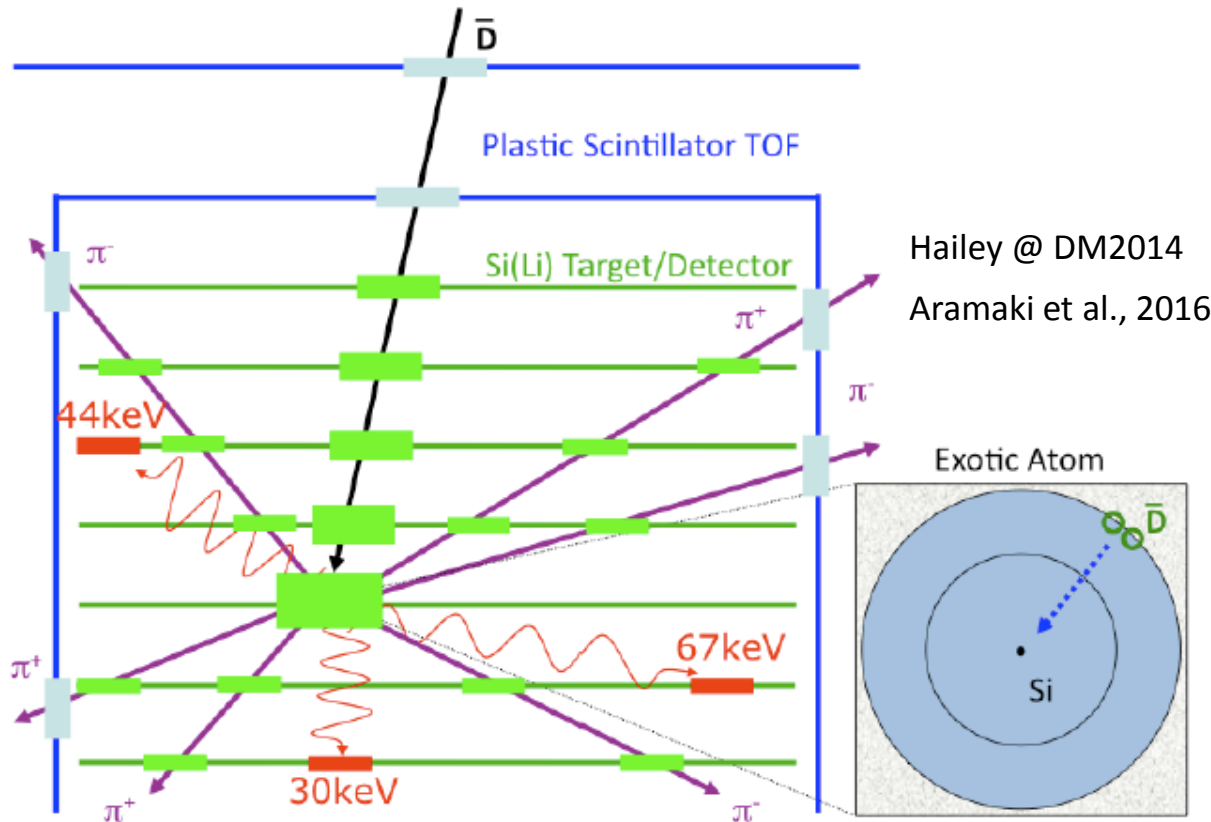 D̄
Plastic Scintillator TOF
π⁻
Si(Li) Target/Detector
Hailey @ DM2014
π⁺
Aramaki et al., 2016
π⁻
44keV
Exotic Atom
D̄
67keV
π⁺
Si
30keV
π⁺
π⁻